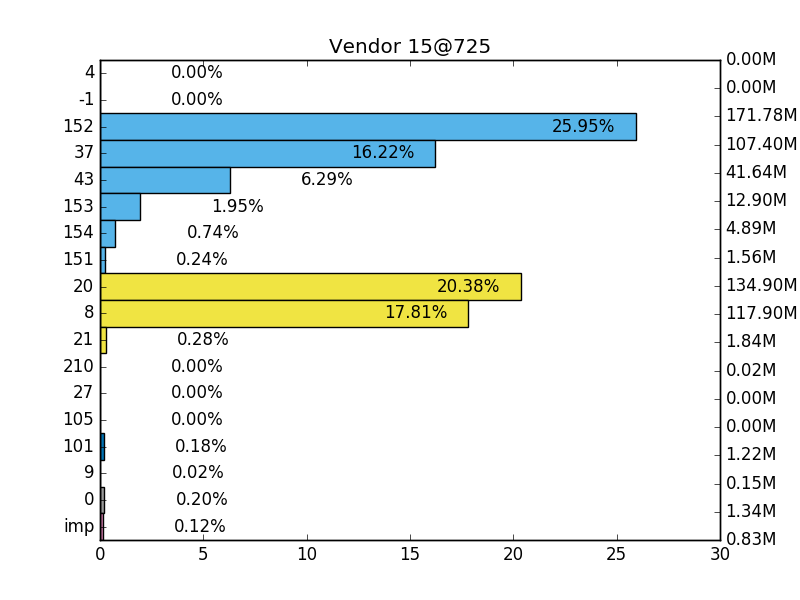 Vendor 15@725
4 0.00% 0.00M
-1 0.00% 0.00M
152 25.95% 171.78M
37 16.22% 107.40M
43 6.29% 41.64M
153 1.95% 12.90M
154 0.74% 4.89M
151 0.24% 1.56M
20 20.38% 134.90M
8 17.81% 117.90M
21 0.28% 1.84M
210 0.00% 0.02M
27 0.00% 0.00M
105 0.00% 0.00M
101 0.18% 1.22M
9 0.02% 0.15M
0 0.20% 1.34M
imp 0.12% 0.83M
0 5 10 15 20 25 30